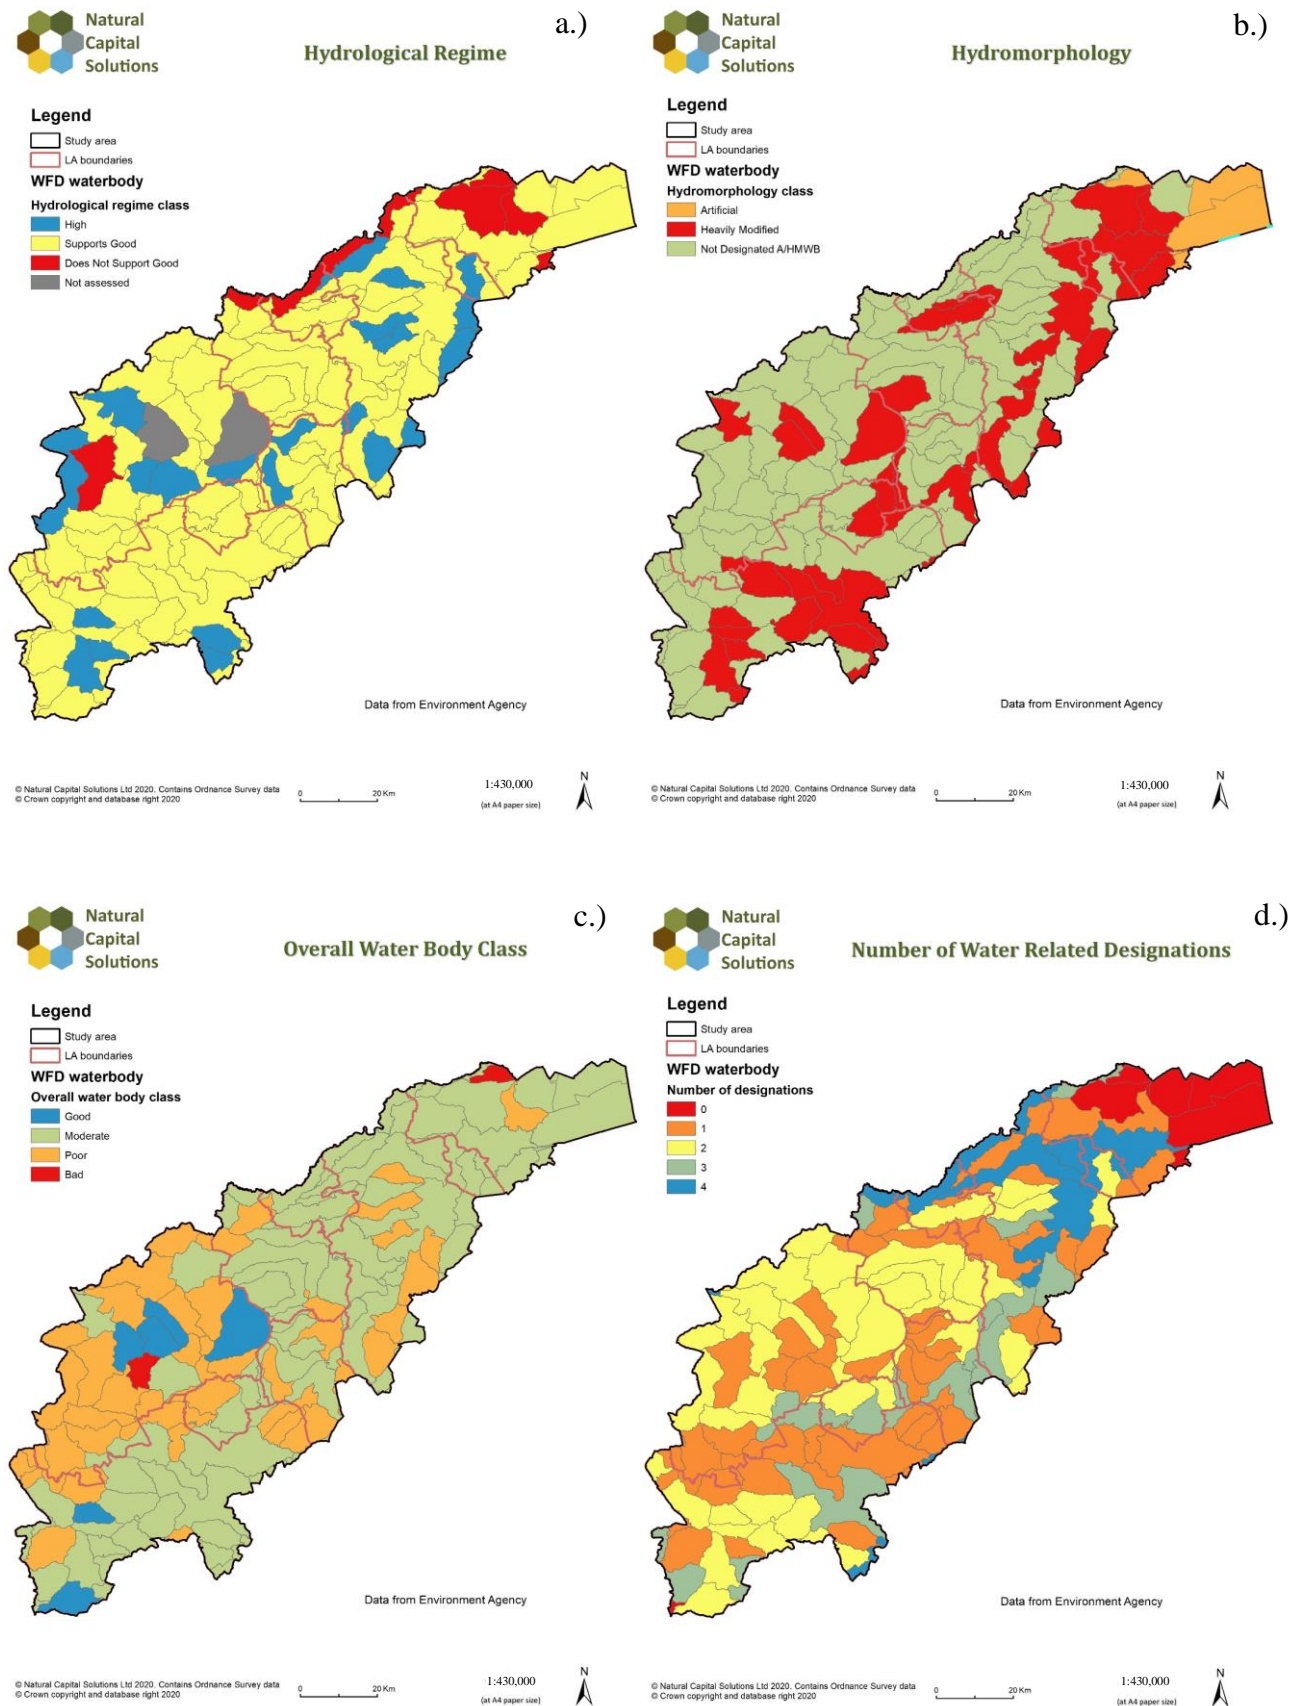 Natural
Capital
Solutions
a.)
Hydrological Regime
Legend
Study area
LA boundaries
WFD waterbody
Hydrological regime class
High
Supports Good
Does Not Support Good
Not assessed
Data from Environment Agency
© Natural Capital Solutions Ltd 2020. Contains Ordnance Survey data
© Crown copyright and database right 2020
0 20 Km
1:430,000
(at A4 paper size)
N
Natural
Capital
Solutions
b.)
Hydromorphology
Legend
Study area
LA boundaries
WFD waterbody
Hydromorphology class
Artificial
Heavily Modified
Not Designated A/HMWB
Data from Environment Agency
© Natural Capital Solutions Ltd 2020. Contains Ordnance Survey data
© Crown copyright and database right 2020
0 20 Km
1:430,000
(at A4 paper size)
N
Natural
Capital
Solutions
c.)
Overall Water Body Class
Legend
Study area
LA boundaries
WFD waterbody
Overall water body class
Good
Moderate
Poor
Bad
Data from Environment Agency
© Natural Capital Solutions Ltd 2020. Contains Ordnance Survey data
© Crown copyright and database right 2020
0 20 Km
1:430,000
(at A4 paper size)
N
Natural
Capital
Solutions
d.)
Number of Water Related Designations
Legend
Study area
LA boundaries
WFD waterbody
Number of designations
0
1
2
3
4
Data from Environment Agency
© Natural Capital Solutions Ltd 2020. Contains Ordnance Survey data
© Crown copyright and database right 2020
0 20 Km
1:430,000
(at A4 paper size)
N